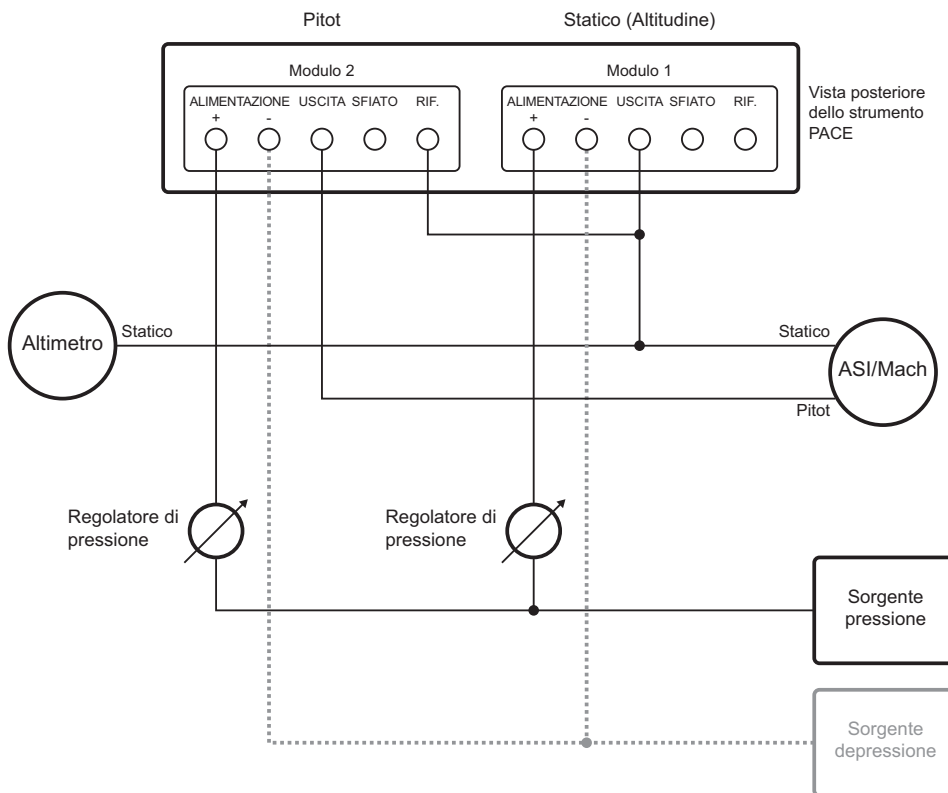 Pitot
Statico (Altitudine)
Modulo 2
Modulo 1
ALIMENTAZIONE USCITA SFIATO RIF.
+ -
ALIMENTAZIONE USCITA SFIATO RIF.
+ -
Vista posteriore
dello strumento
PACE
Altimetro
Statico
Statico
ASI/Mach
Pitot
Regolatore di
pressione
Regolatore di
pressione
Sorgente
pressione
Sorgente
depressione